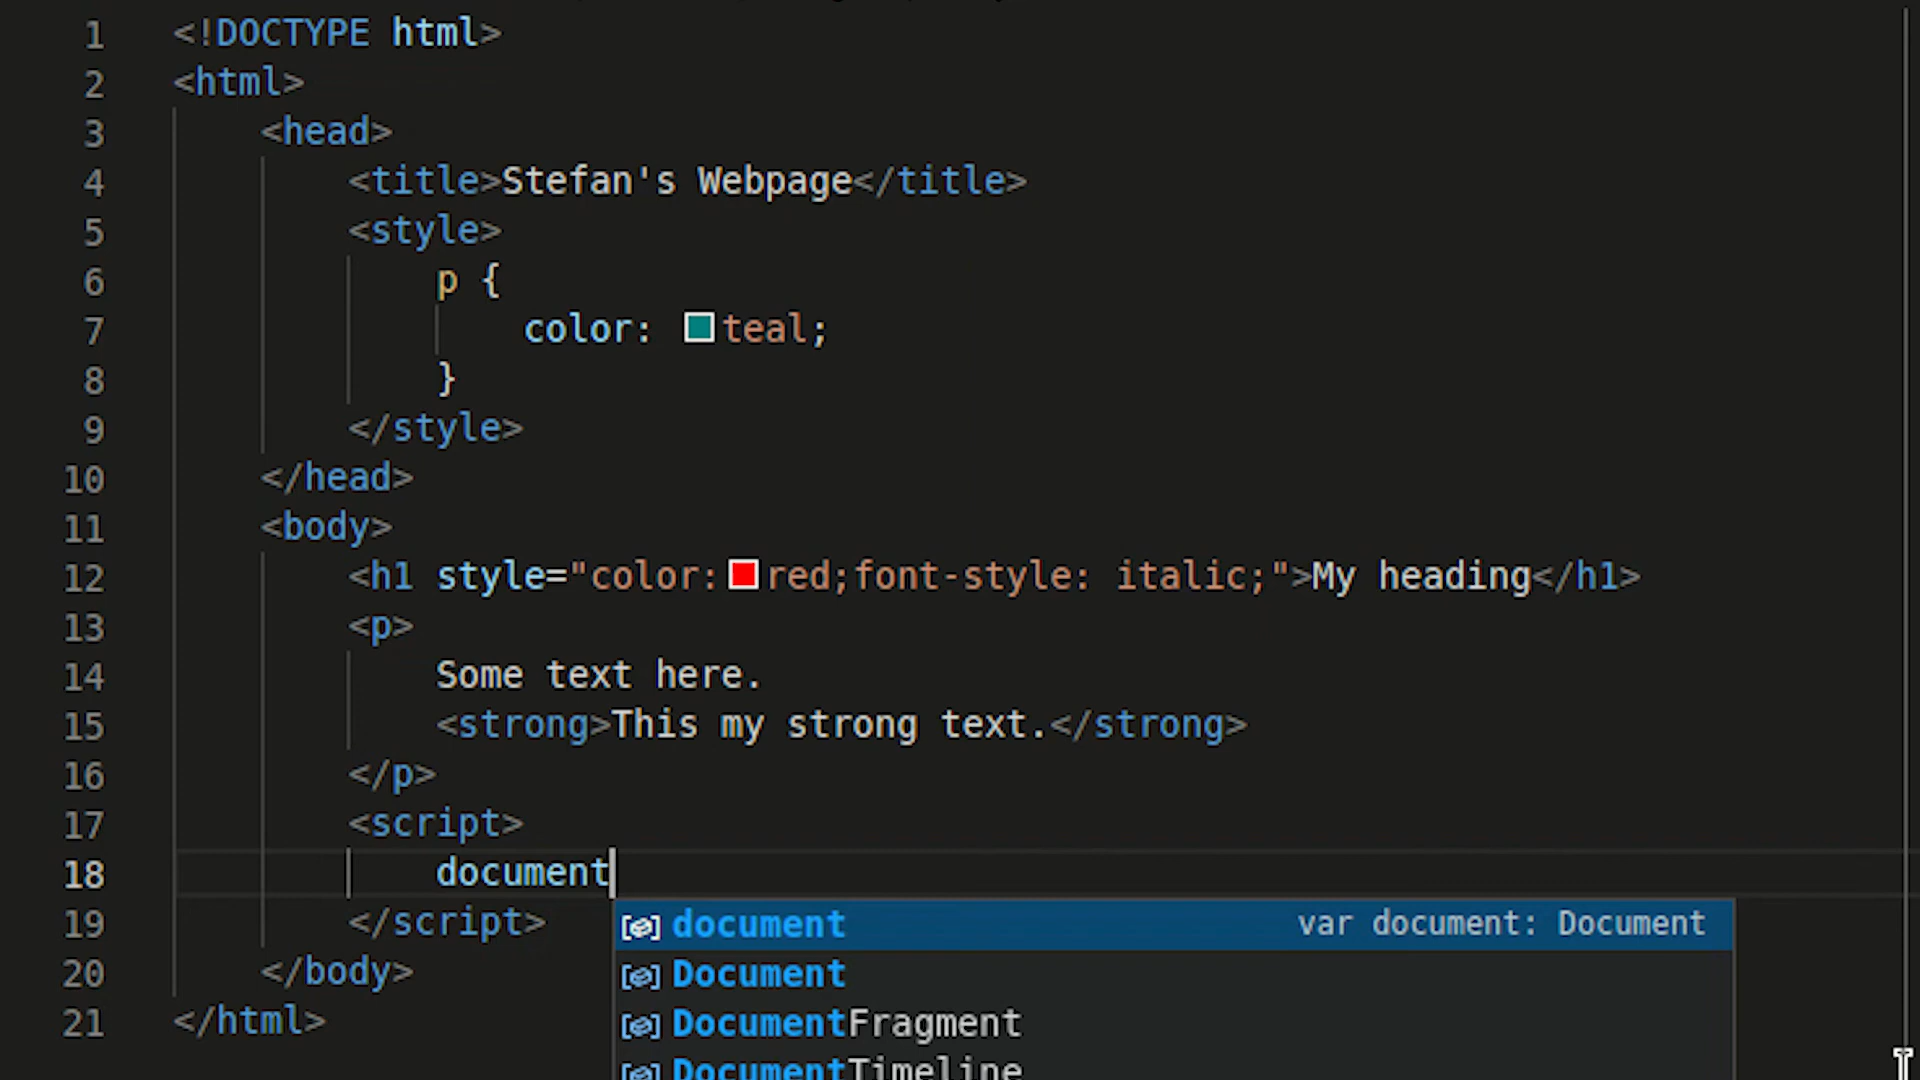 1 <!DOCTYPE html>
2 <html>
3 <head>
4 <title>Stefan's Webpage</title>
5 <style>
6 p {
7 color: teal;
8 }
9 </style>
10 </head>
11 <body>
12 <h1 style="color:red;font-style: italic;">My heading</h1>
13 <p>
14 Some text here.
15 <strong>This my strong text.</strong>
16 </p>
17 <script>
18 document
19 </script>
document var document: Document
20 </body>
Document
21 </html>
DocumentFragment
DocumentTimeline